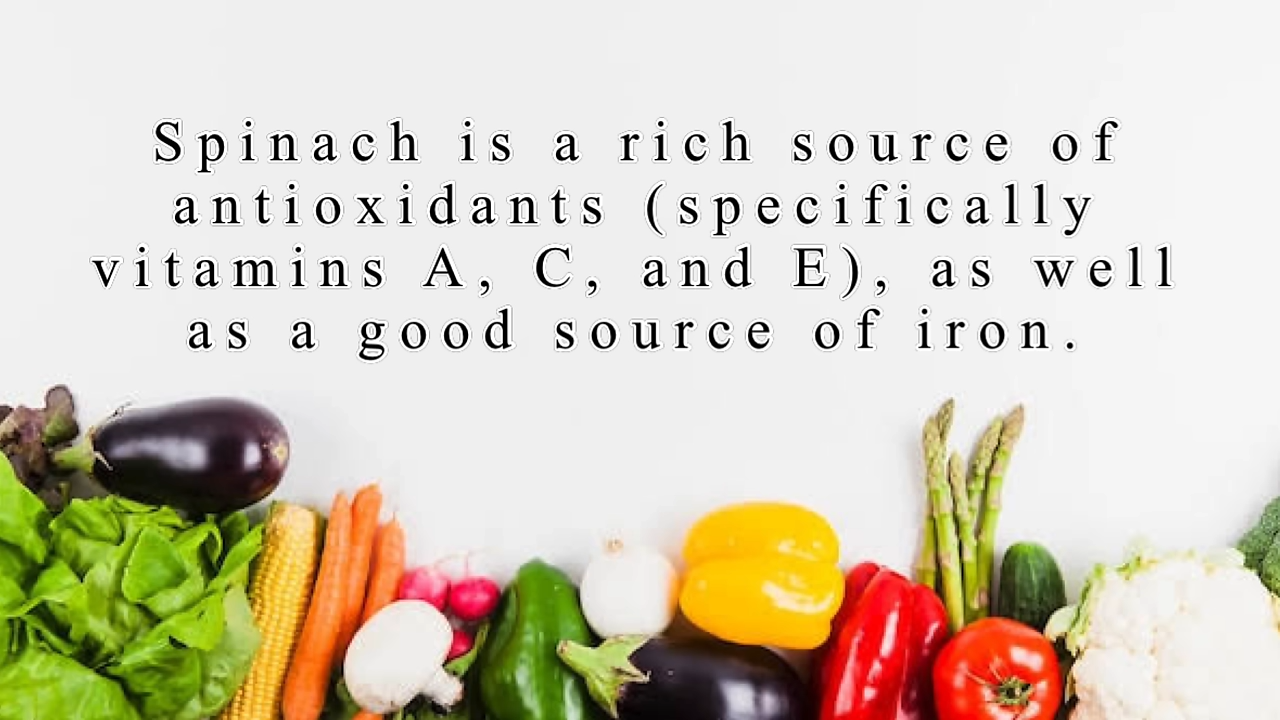 Spinach is a rich source of
antioxidants (specifically
vitamins A, C, and E), as well
as a good source of iron.